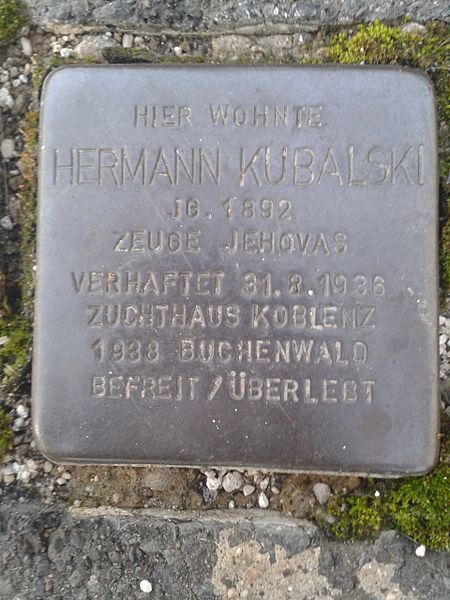 HIER WOHNTE
HERMANN KUBALSKI
JG. 1892
ZEUGE JEHOVAS
VERHAFTET 31.8.1936
ZUCHTHAUS KOBLENZ
1938 BUCHENWALD
BEFREIT / ÜBERLEBT